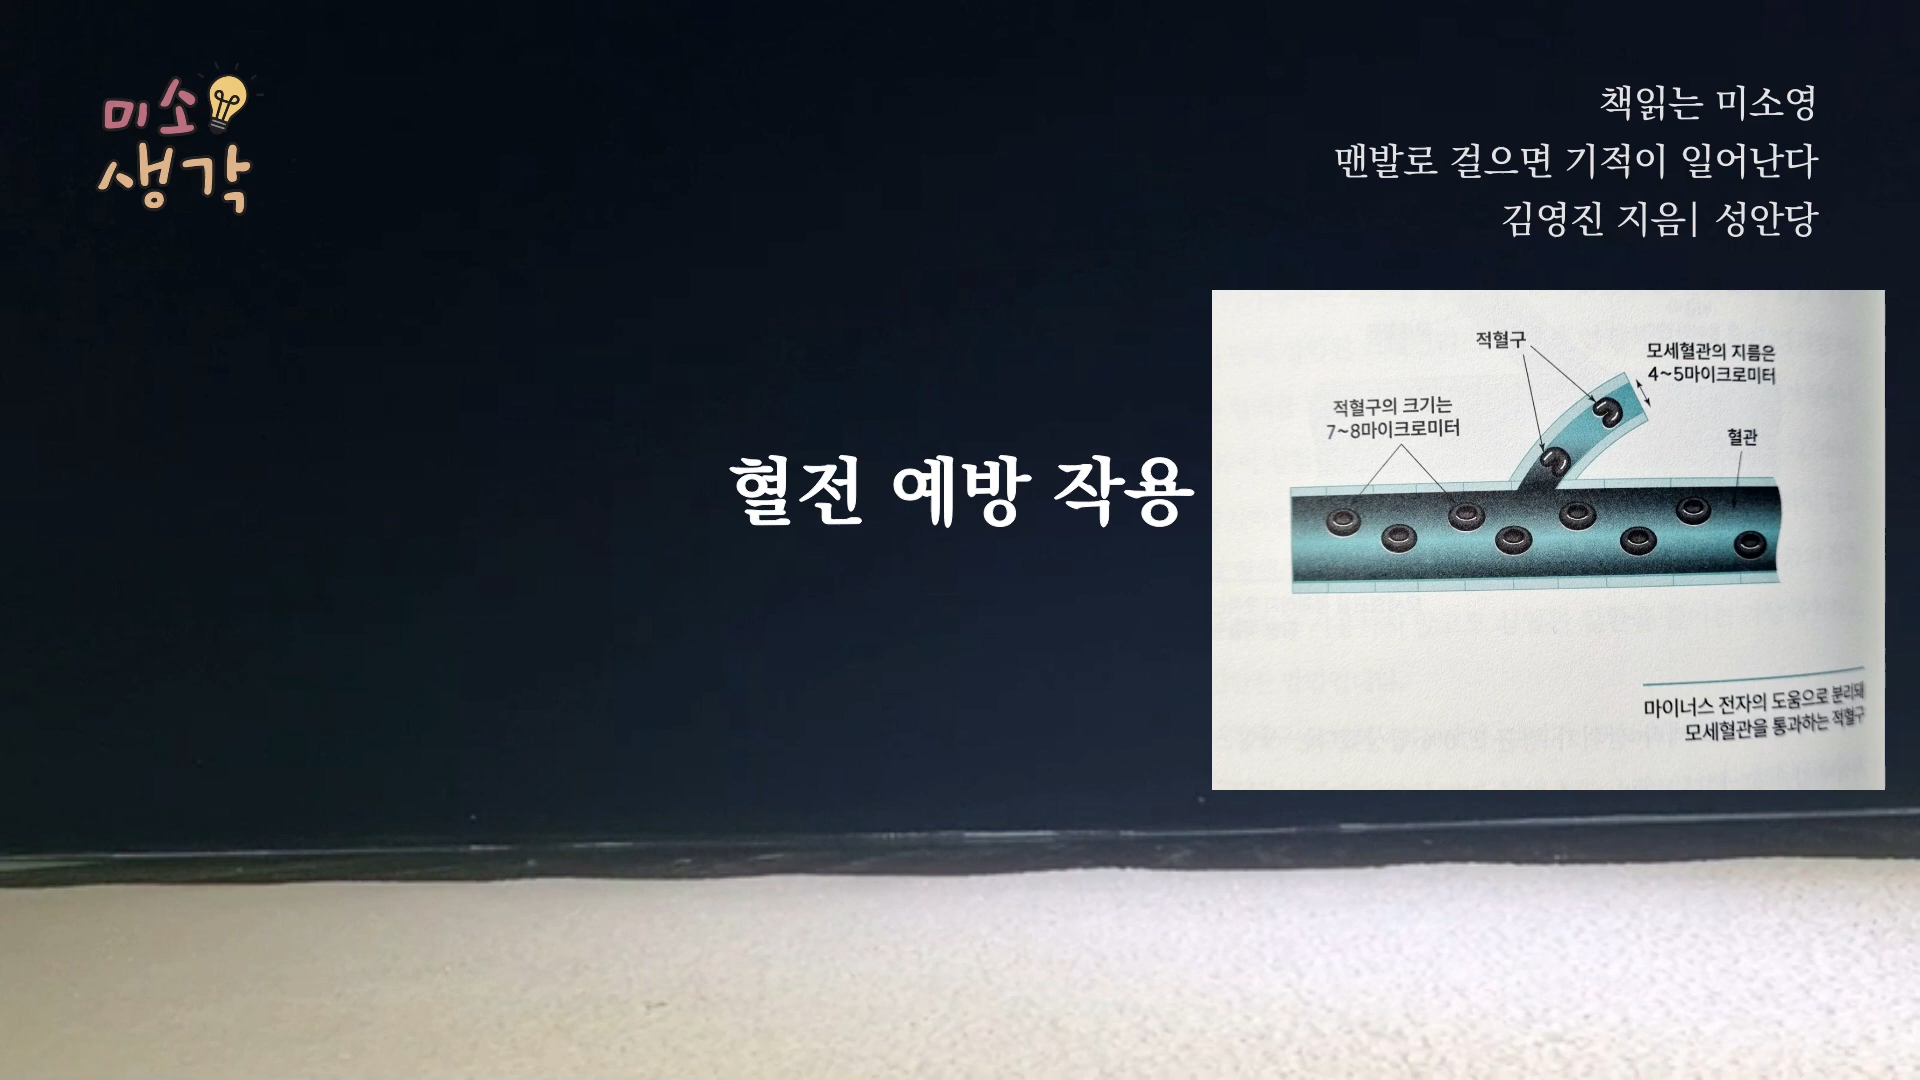 미소
생각
책읽는 미소영
맨발로 걸으면 기적이 일어난다
김영진 지음| 성안당
혈전 예방 작용
적혈구
모세혈관의 지름은
4~5마이크로미터
적혈구의 크기는
7~8마이크로미터
혈관
마이너스 전자의 도움으로 분리돼
모세혈관을 통과하는 적혈구